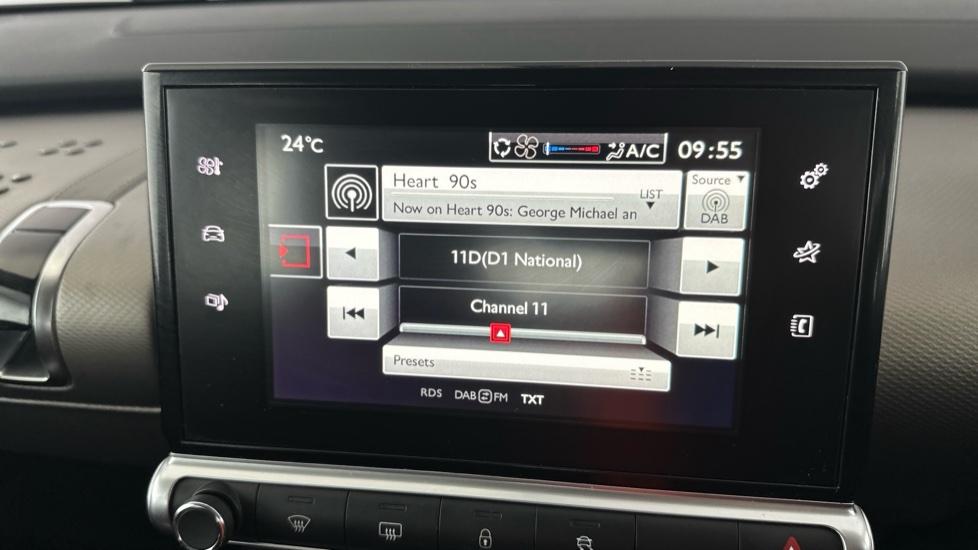 24°C A/C 09:55
Heart 90s LIST Source
Now on Heart 90s: George Michael an DAB
11D(D1 National)
Channel 11
Presets
RDS DAB FM TXT